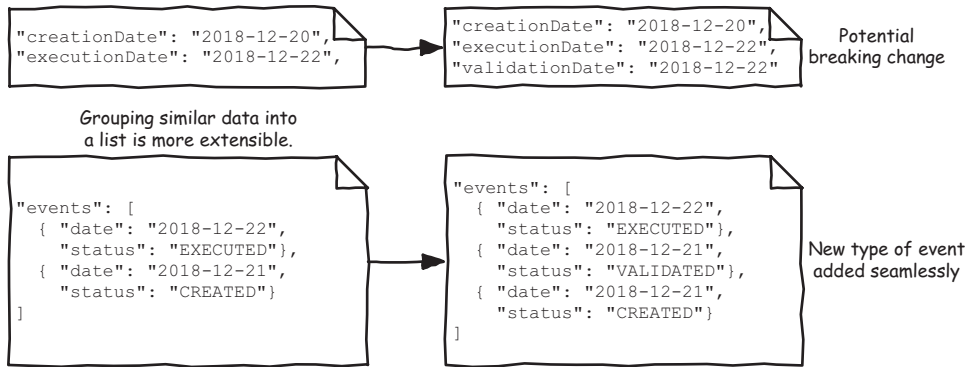 "creationDate": "2018-12-20",
"executionDate": "2018-12-22",
"creationDate": "2018-12-20",
"executionDate": "2018-12-22",
"validationDate": "2018-12-22"
Potential
breaking change
Grouping similar data into
a list is more extensible.
"events": [
{ "date": "2018-12-22",
"status": "EXECUTED"},
{ "date": "2018-12-21",
"status": "CREATED"}
]
"events": [
{ "date": "2018-12-22",
"status": "EXECUTED"},
{ "date": "2018-12-21",
"status": "VALIDATED"},
{ "date": "2018-12-21",
"status": "CREATED"}
]
New type of event
added seamlessly